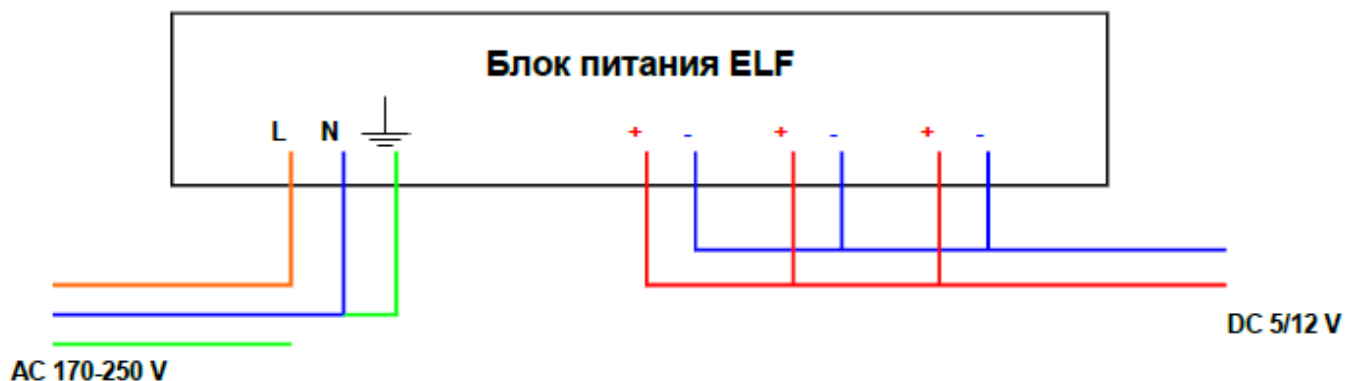 Блок питания ELF
L N + - + - + -
DC 5/12 V
AC 170-250 V